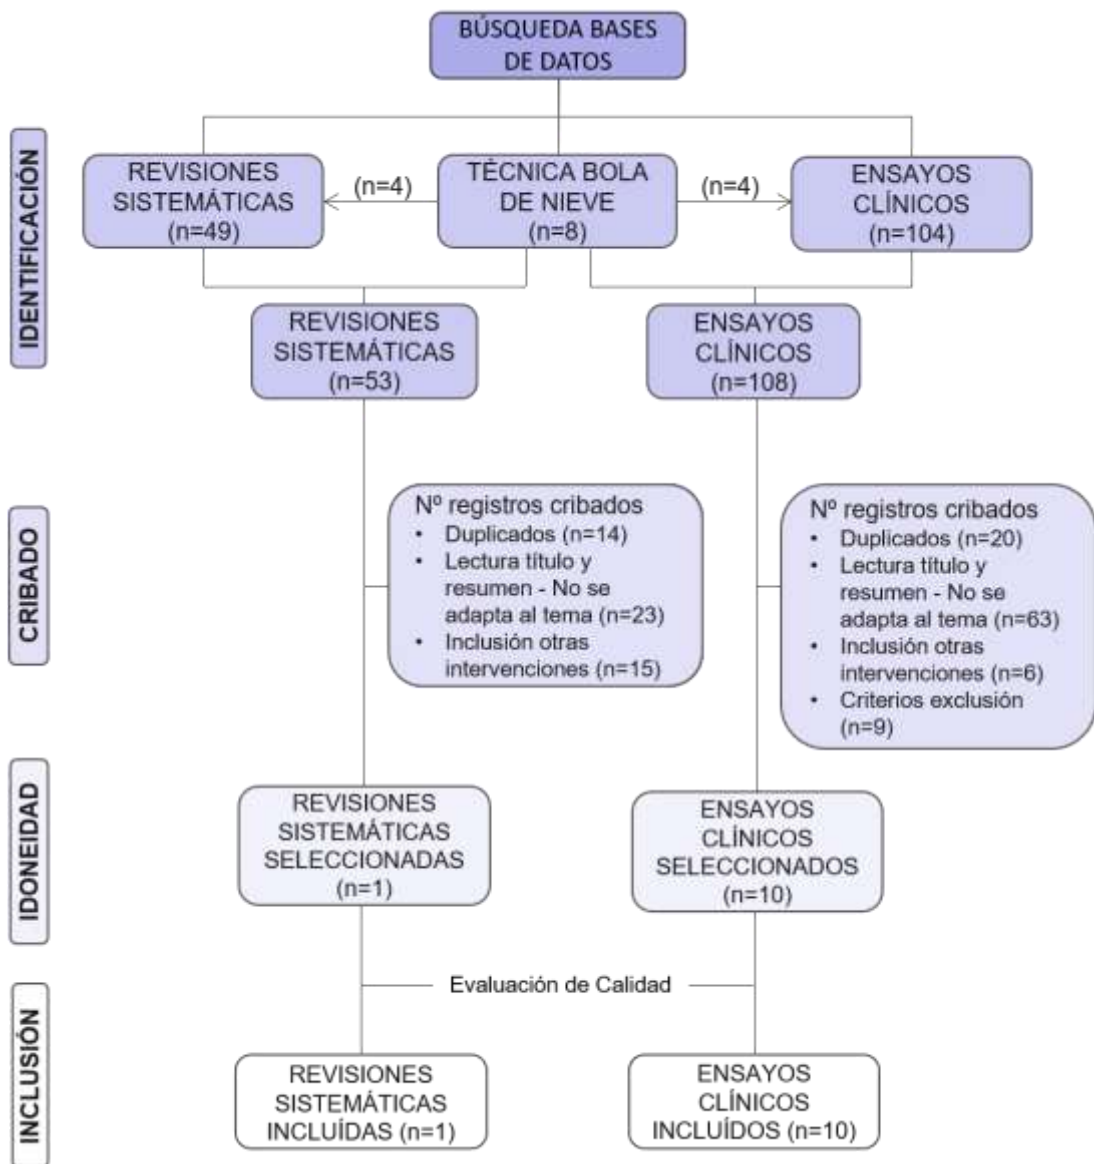 BÚSQUEDA BASES
DE DATOS
IDENTIFICACIÓN
REVISIONES
SISTEMÁTICAS
(n=49)
(n=4)
TÉCNICA BOLA
DE NIEVE
(n=8)
(n=4)
ENSAYOS
CLÍNICOS
(n=104)
REVISIONES
SISTEMÁTICAS
(n=53)
ENSAYOS
CLÍNICOS
(n=108)
CRIBADO
Nº registros cribados
• Duplicados (n=14)
• Lectura título y
resumen - No se
adapta al tema (n=23)
• Inclusión otras
intervenciones (n=15)
Nº registros cribados
• Duplicados (n=20)
• Lectura título y
resumen - No se
adapta al tema (n=63)
• Inclusión otras
intervenciones (n=6)
• Criterios exclusión
(n=9)
IDONEIDAD
REVISIONES
SISTEMÁTICAS
SELECCIONADAS
(n=1)
ENSAYOS
CLÍNICOS
SELECCIONADOS
(n=10)
Evaluación de Calidad
INCLUSIÓN
REVISIONES
SISTEMÁTICAS
INCLUÍDAS (n=1)
ENSAYOS
CLÍNICOS
INCLUÍDOS (n=10)